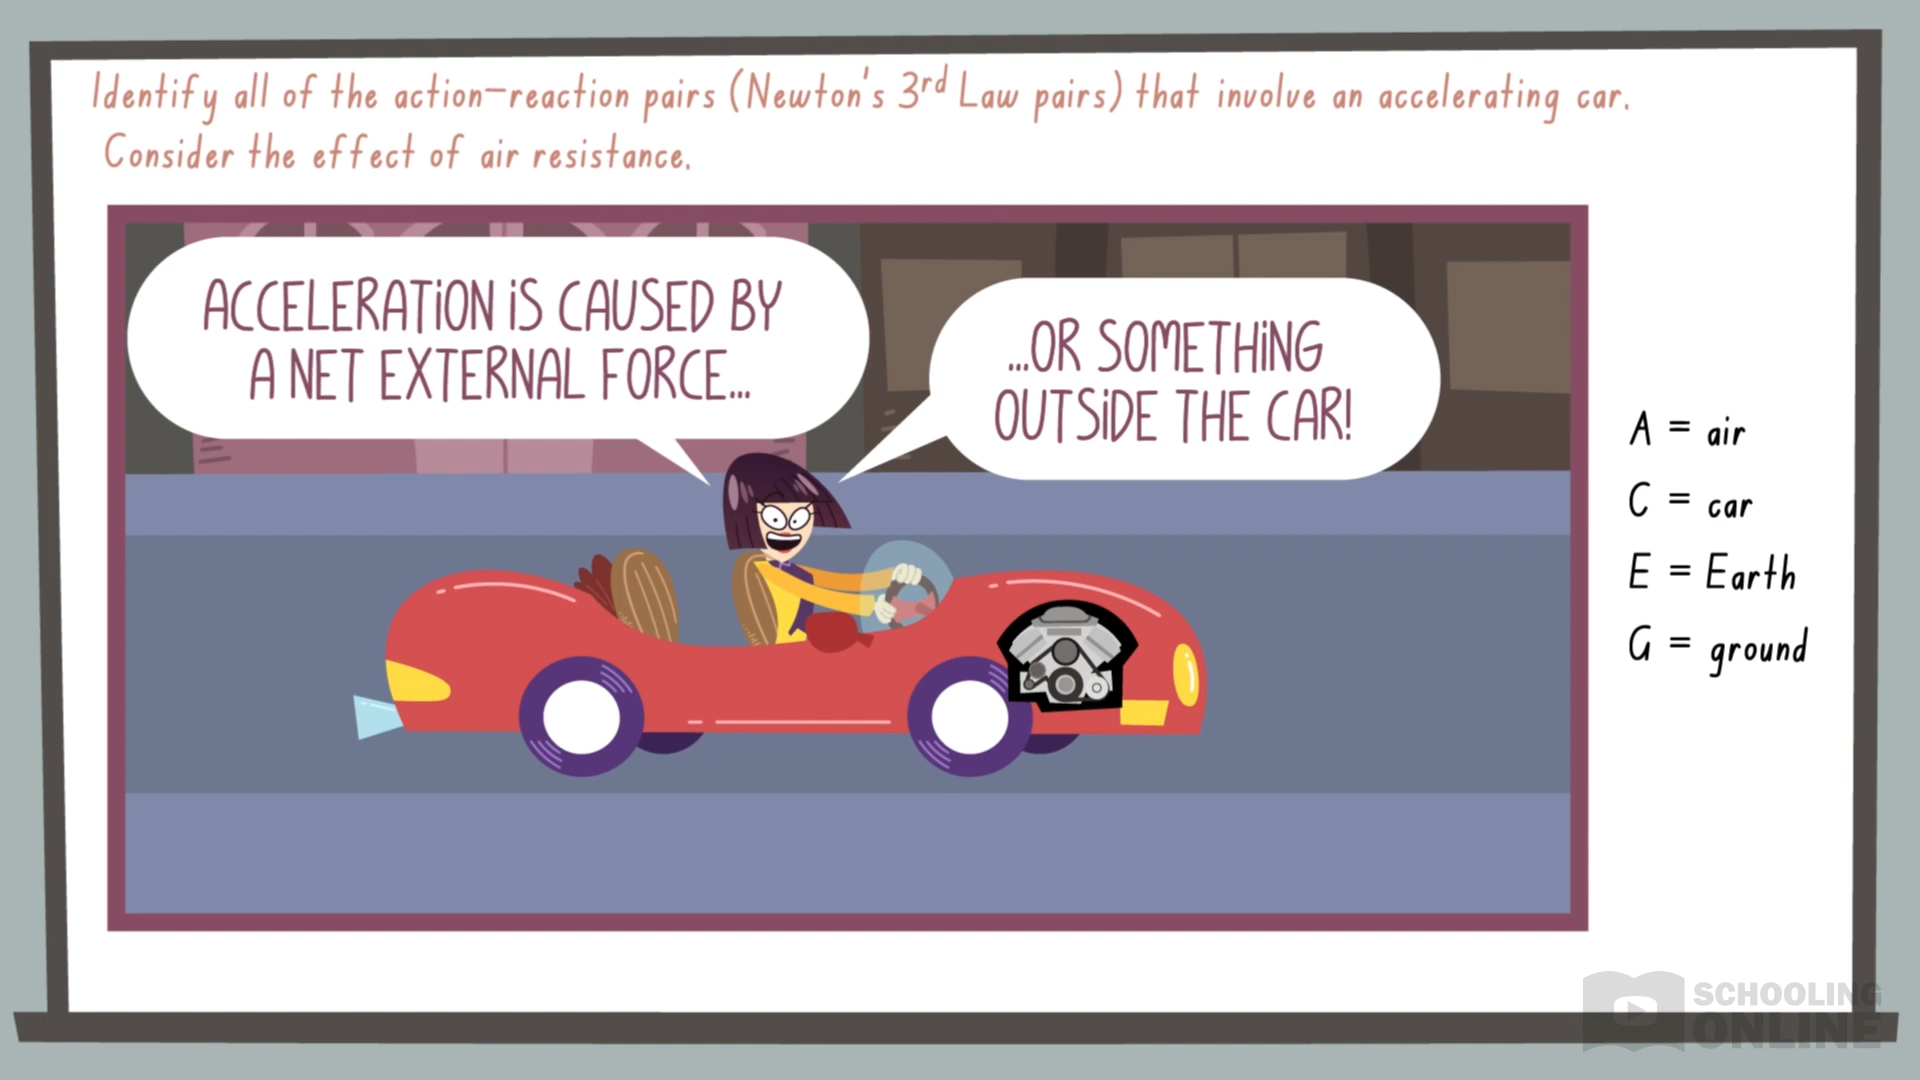 Identify all of the action-reaction pairs (Newton's 3rd Law pairs) that involve an accelerating car.
Consider the effect of air resistance.
ACCELERATION IS CAUSED BY
A NET EXTERNAL FORCE...
...OR SOMETHING
OUTSIDE THE CAR!
A = air
C = car
E = Earth
G = ground
SCHOOLING
ONLINE